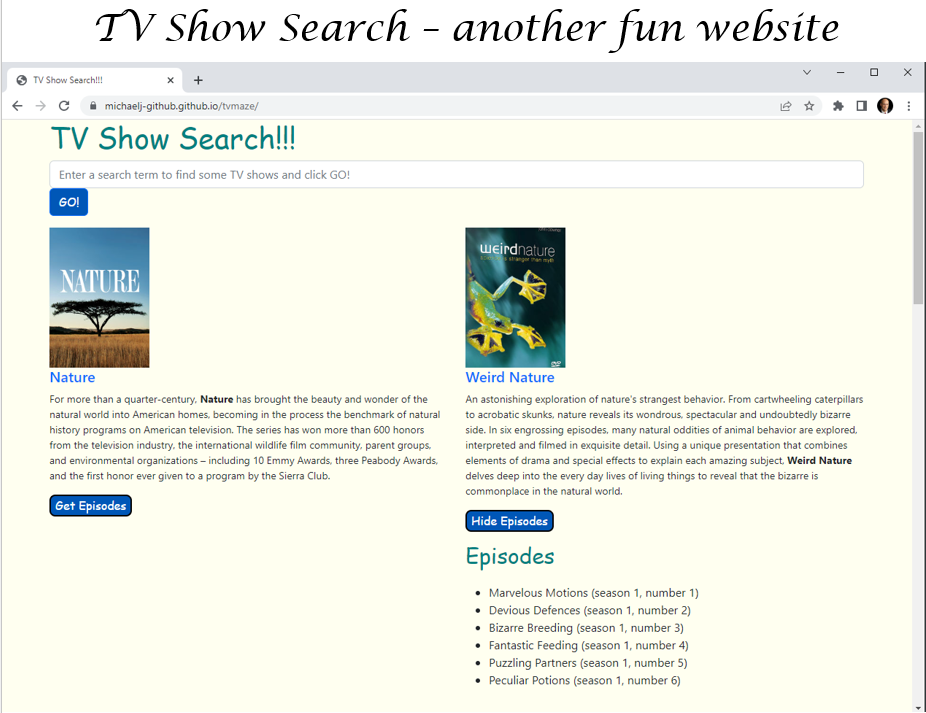 TV Show Search – another fun website
TV Show Search!!!
michaelj-github.github.io/tvmaze/
TV Show Search!!!
Enter a search term to find some TV shows and click GO!
GO!
NATURE
Nature
For more than a quarter-century, Nature has brought the beauty and wonder of the
natural world into American homes, becoming in the process the benchmark of natural
history programs on American television. The series has won more than 600 honors
from the television industry, the international wildlife film community, parent groups,
and environmental organizations – including 10 Emmy Awards, three Peabody Awards,
and the first honor ever given to a program by the Sierra Club.
Get Episodes
weirdnature
stranger than myth
DVD
Weird Nature
An astonishing exploration of nature's strangest behavior. From cartwheeling caterpillars
to acrobatic skunks, nature reveals its wondrous, spectacular and undoubtedly bizarre
side. In six engrossing episodes, many natural oddities of animal behavior are explored,
interpreted and filmed in exquisite detail. Using a unique presentation that combines
elements of drama and special effects to explain each amazing subject, Weird Nature
delves deep into the every day lives of living things to reveal that the bizarre is
commonplace in the natural world.
Hide Episodes
Episodes
Marvelous Motions (season 1, number 1)
Devious Defences (season 1, number 2)
Bizarre Breeding (season 1, number 3)
Fantastic Feeding (season 1, number 4)
Puzzling Partners (season 1, number 5)
Peculiar Potions (season 1, number 6)